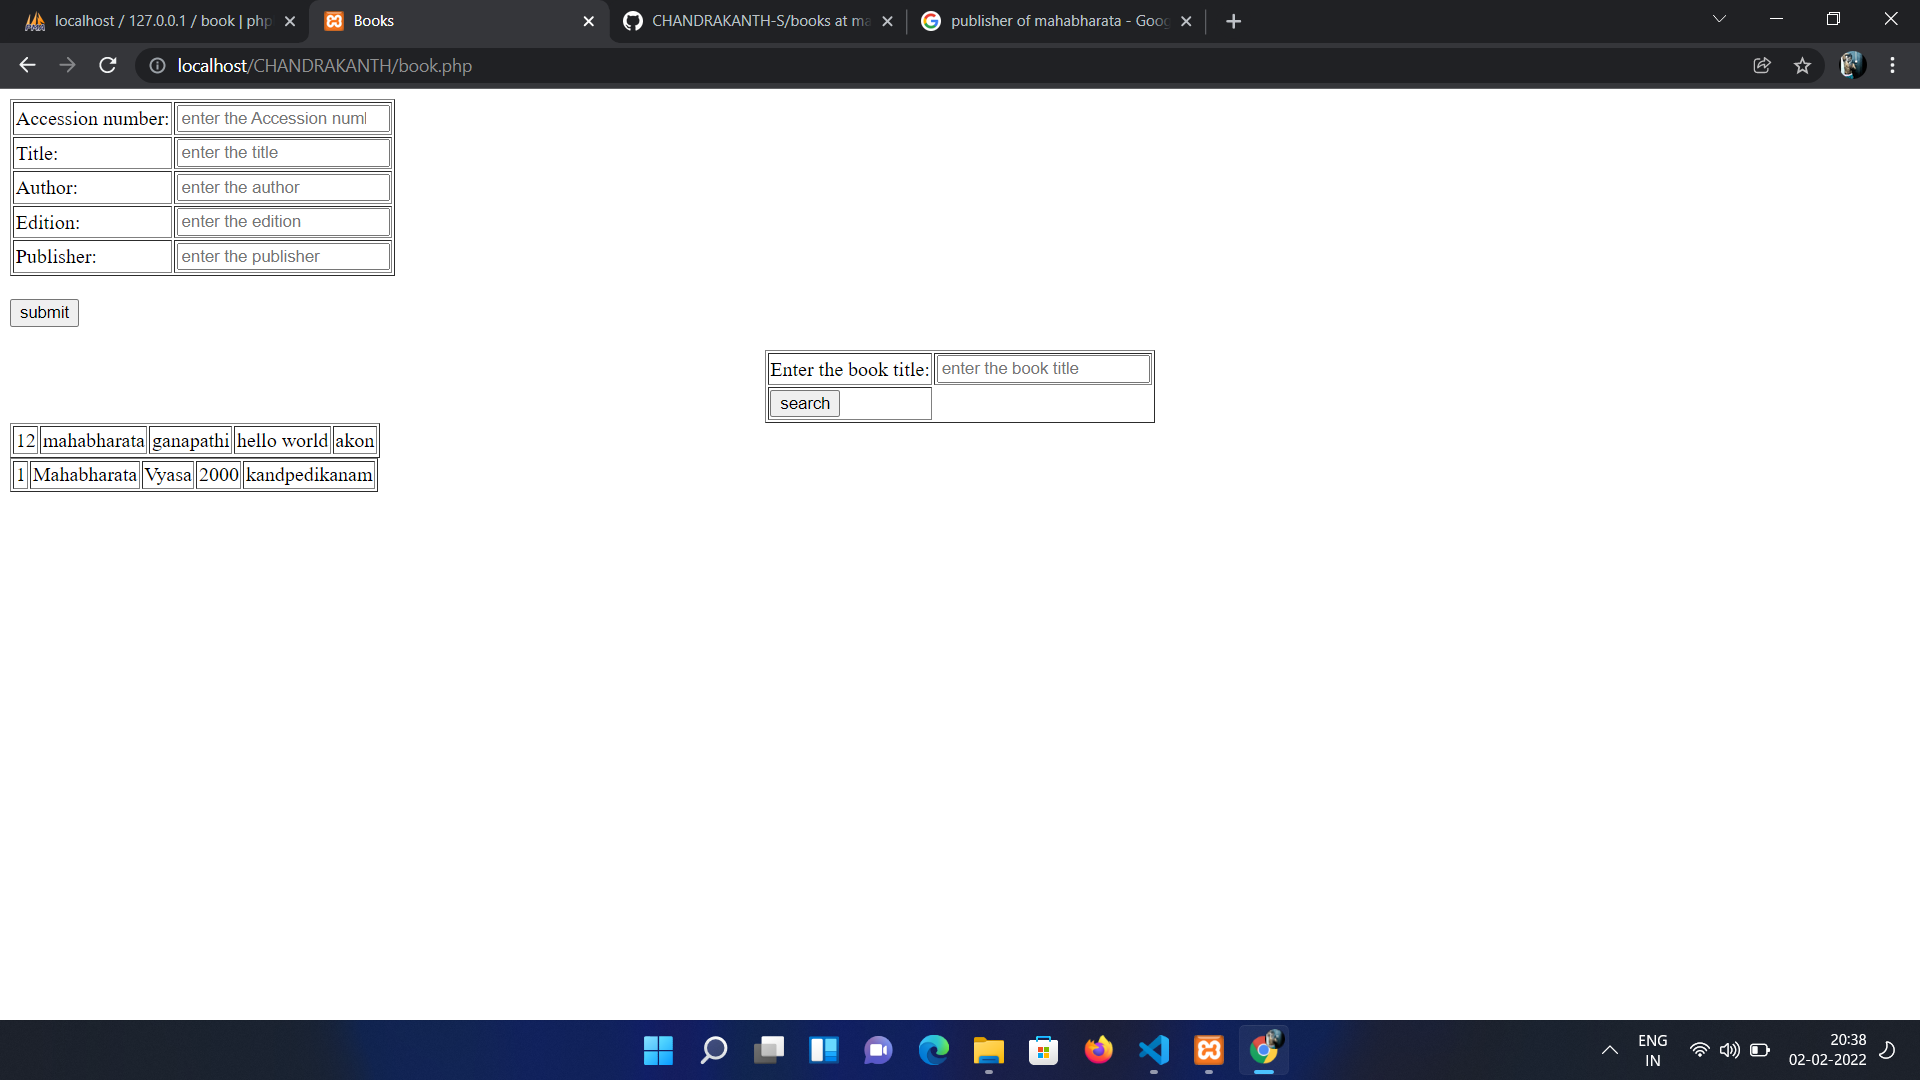 localhost / 127.0.0.1 / book | php
Books
CHANDRAKANTH-S/books at ma
publisher of mahabharata - Goog
localhost/CHANDRAKANTH/book.php
Accession number: enter the Accession num
Title: enter the title
Author: enter the author
Edition: enter the edition
Publisher: enter the publisher
submit
Enter the book title: enter the book title
search
12 mahabharata ganapathi hello world akon
1 Mahabharata Vyasa 2000 kandpedikanam
ENG
IN
20:38
02-02-2022